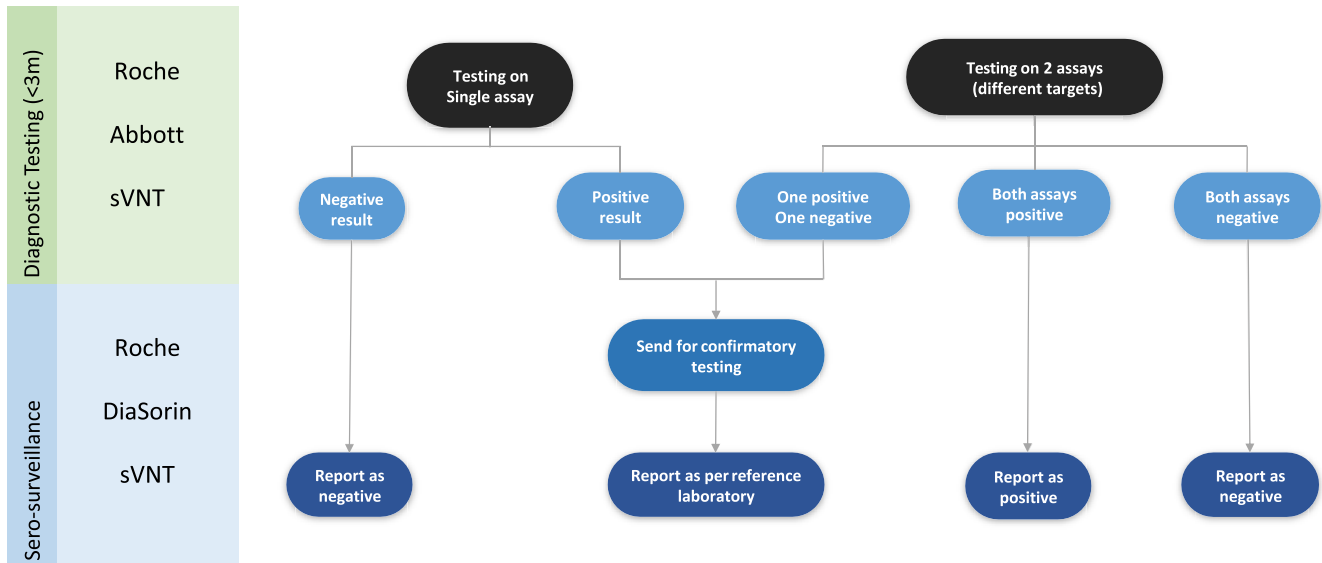 Diagnostic Testing (<3m)
Roche
Abbott
sVNT
Sero-surveillance
Roche
DiaSorin
sVNT
Testing on
Single assay
Testing on 2 assays
(different targets)
Negative
result
Positive
result
One positive
One negative
Both assays
positive
Both assays
negative
Send for confirmatory
testing
Report as
negative
Report as per reference
laboratory
Report as
positive
Report as
negative